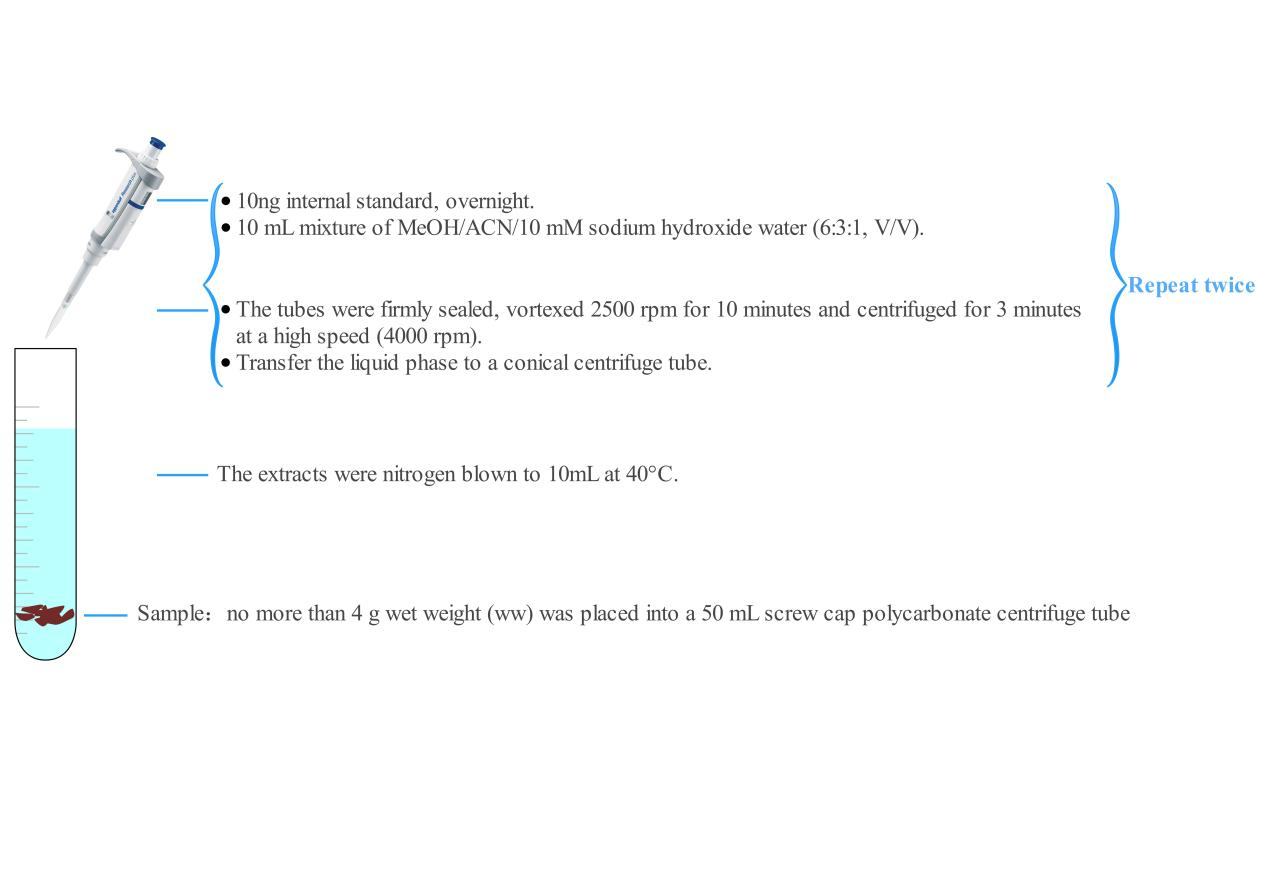 10ng internal standard, overnight.
10 mL mixture of MeOH/ACN/10 mM sodium hydroxide water (6:3:1, V/V).
The tubes were firmly sealed, vortexed 2500 rpm for 10 minutes and centrifuged for 3 minutes
at a high speed (4000 rpm).
Transfer the liquid phase to a conical centrifuge tube.
Repeat twice
The extracts were nitrogen blown to 10mL at 40°C.
Sample： no more than 4 g wet weight (ww) was placed into a 50 mL screw cap polycarbonate centrifuge tube